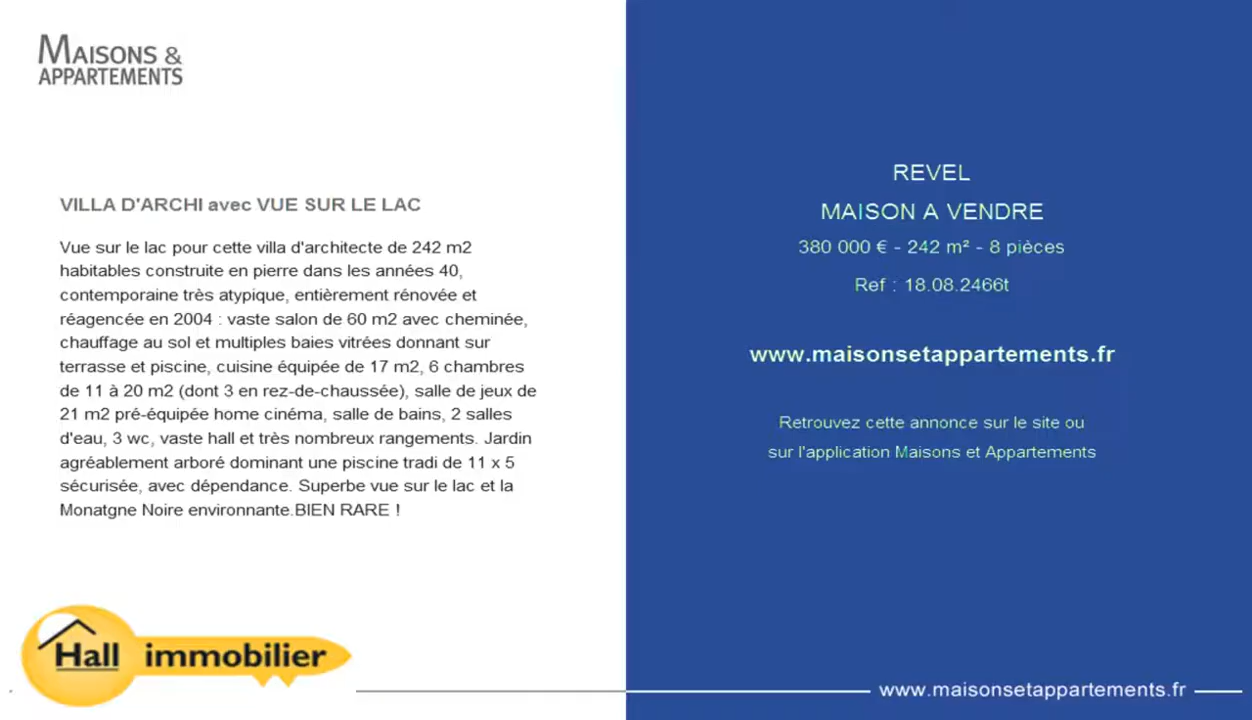 MAISONS &
APPARTEMENTS
VILLA D'ARCHI avec VUE SUR LE LAC
Vue sur le lac pour cette villa d'architecte de 242 m2
habitables construite en pierre dans les années 40,
contemporaine très atypique, entièrement rénovée et
réagencée en 2004 : vaste salon de 60 m2 avec cheminée,
chauffage au sol et multiples baies vitrées donnant sur
terrasse et piscine, cuisine équipée de 17 m2, 6 chambres
de 11 à 20 m2 (dont 3 en rez-de-chaussée), salle de jeux de
21 m2 pré-équipée home cinéma, salle de bains, 2 salles
d'eau, 3 wc, vaste hall et très nombreux rangements. Jardin
agréablement arboré dominant une piscine tradi de 11 x 5
sécurisée, avec dépendance. Superbe vue sur le lac et la
Monatgne Noire environnante.BIEN RARE !
Hall immobilier
REVEL
MAISON A VENDRE
380 000 € - 242 m² - 8 pièces
Ref : 18.08.2466t
www.maisonsetappartements.fr
Retrouvez cette annonce sur le site ou
sur l'application Maisons et Appartements
www.maisonsetappartements.fr